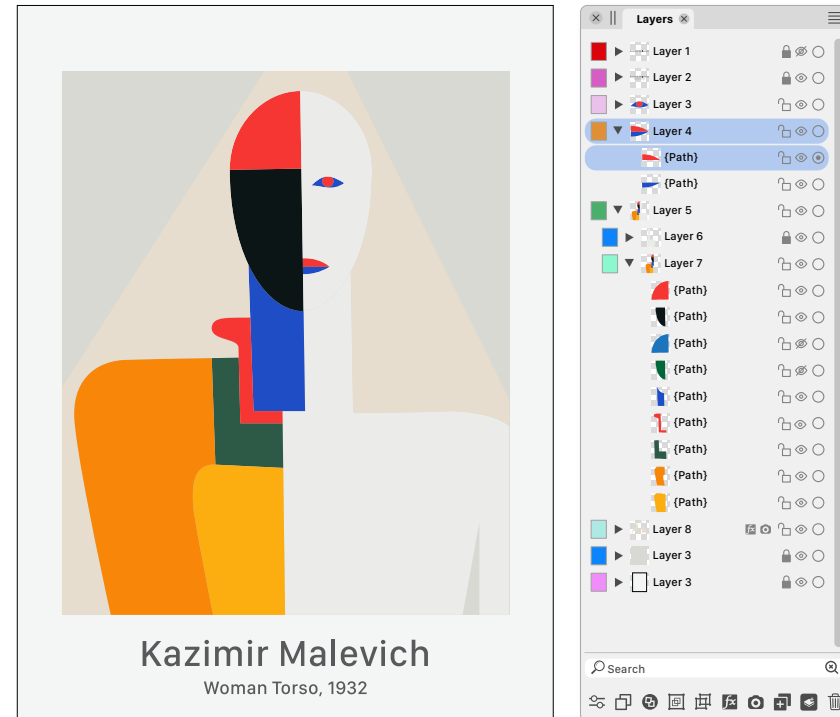 Layers
Layer 1
Layer 2
Layer 3
Layer 4
{Path}
{Path}
Layer 5
Layer 6
Layer 7
{Path}
{Path}
{Path}
{Path}
{Path}
{Path}
{Path}
{Path}
{Path}
Layer 8
Layer 3
Layer 3
Search
Kazimir Malevich
Woman Torso, 1932